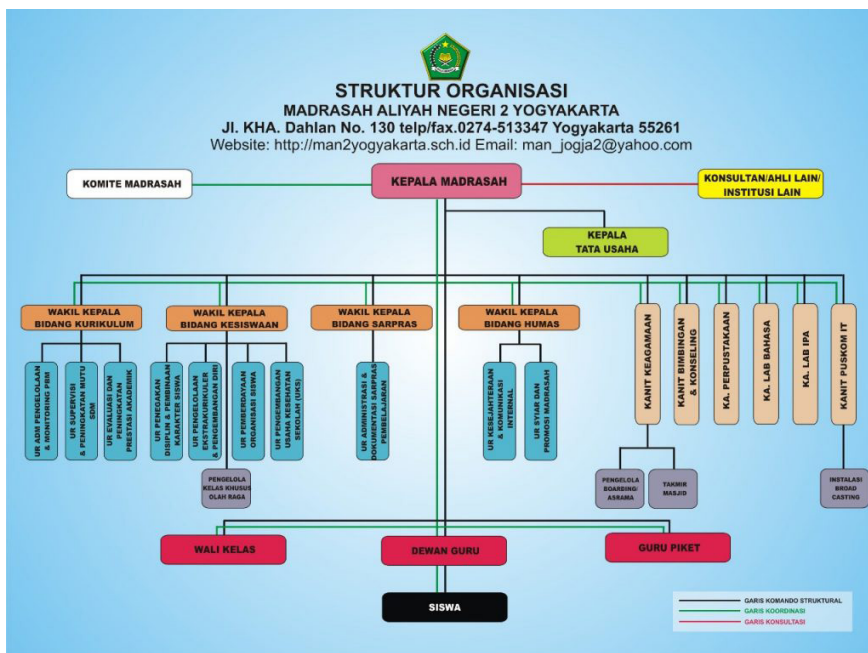 STRUKTUR ORGANISASI
MADRASAH ALIYAH NEGERI 2 YOGYAKARTA
Jl. KHA. Dahlan No. 130 telp/fax.0274-513347 Yogyakarta 55261
Website: http://man2yogyakarta.sch.id Email: man_jogja2@yahoo.com
KOMITE MADRASAH
KEPALA MADRASAH
KONSULTAN/AHLI LAIN/
INSTITUSI LAIN
KEPALA
TATA USAHA
WAKIL KEPALA
BIDANG KURIKULUM
WAKIL KEPALA
BIDANG KESISWAAN
WAKIL KEPALA
BIDANG SARPRAS
WAKIL KEPALA
BIDANG HUMAS
KANIT KEAGAMAAN
KANIT BIMBINGAN
& KONSELING
KA. PERPUSTAKAAN
KA. LAB BAHASA
KA. LAB IPA
KANIT PUSKOM IT
UR ADM PENGELOLAAN
& MONITORING PBM
UR SUPERVISI
& PENINGKATAN MUTU
SDM
UR EVALUASI DAN
PENINGKATAN
PRESTASI AKADEMIK
UR PENEGAKAN
DISIPLIN & PEMBINAAN
KARAKTER SISWA
UR PENGELOLAAN
EKSTRAKURIKULER
& PENGEMBANGAN DIRI
UR PEMBERDAYAAN
ORGANISASI SISWA
UR PENGEMBANGAN
USAHA KESEHATAN
SEKOLAH (UKS)
UR ADMINISTRASI &
DOKUMENTASI SARPRAS
PEMBELAJARAN
UR KESEJAHTERAAN
& KOMUNIKASI
INTERNAL
UR SYIAR DAN
PROMOSI MADRASAH
PENGELOLA
KELAS KHUSUS
OLAH RAGA
PENGELOLA
BOARDING/
ASRAMA
TAKMIR
MASJID
INSTALASI
BROAD
CASTING
WALI KELAS
DEWAN GURU
GURU PIKET
SISWA
GARIS KOMANDO STRUKTURAL
GARIS KOORDINASI
GARIS KONSULTASI